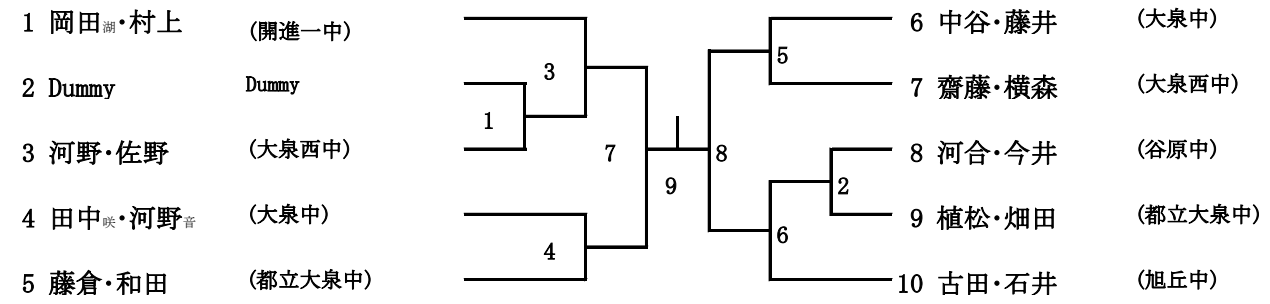 1 岡田湖・村上 (開進一中)
2 Dummy Dummy
3 河野・佐野 (大泉西中)
4 田中咲・河野音 (大泉中)
5 藤倉・和田 (都立大泉中)
3
1
7
4
9
8
5
2
6
6 中谷・藤井 (大泉中)
7 齋藤・横森 (大泉西中)
8 河合・今井 (谷原中)
9 植松・畑田 (都立大泉中)
10 古田・石井 (旭丘中)